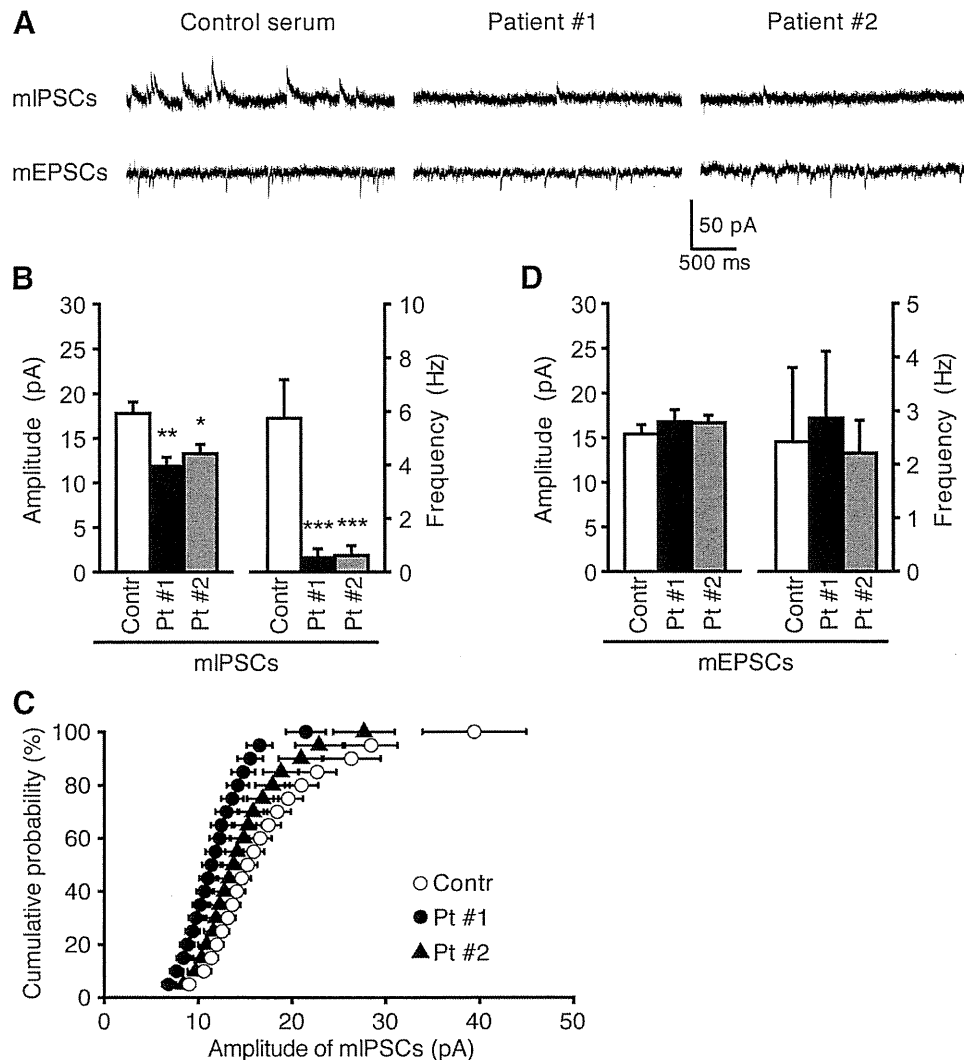 A
Control serum
Patient #1
Patient #2
mIPSCs
mEPSCs
50 pA
500 ms
B
30
25
20
15
10
5
0
Amplitude (pA)
**
*
***
***
10
8
6
4
2
0
Frequency (Hz)
Contr
Pt #1
Pt #2
Contr
Pt #1
Pt #2
mIPSCs
D
30
25
20
15
10
5
0
Amplitude (pA)
5
4
3
2
1
0
Frequency (Hz)
Contr
Pt #1
Pt #2
Contr
Pt #1
Pt #2
mEPSCs
C
100
80
60
40
20
0
Cumulative probability (%)
Contr
Pt #1
Pt #2
0
10
20
30
40
50
Amplitude of mIPSCs (pA)